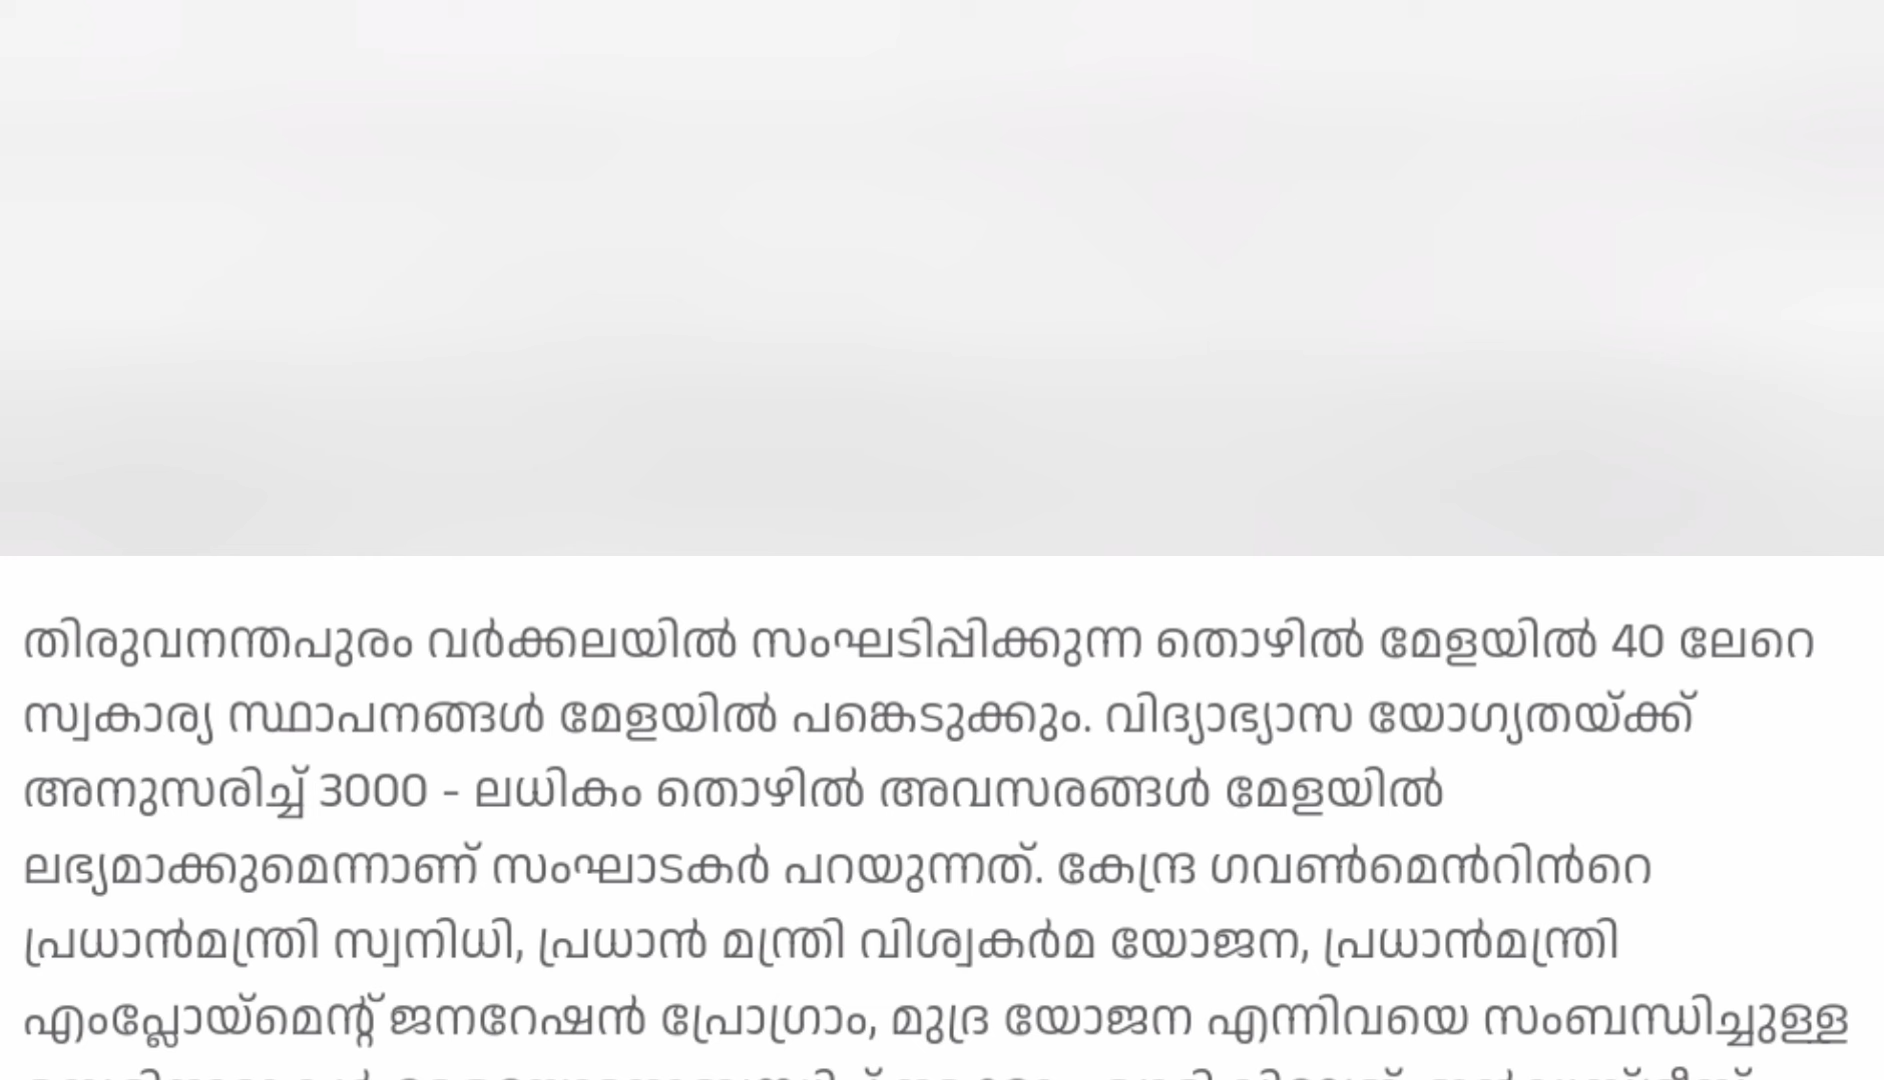 തിരുവനന്തപുരം വർക്കലയിൽ സംഘടിപ്പിക്കുന്ന തൊഴിൽ മേളയിൽ 40 ലേറെ
സ്വകാര്യ സ്ഥാപനങ്ങൾ മേളയിൽ പങ്കെടുക്കും. വിദ്യാഭ്യാസ യോഗ്യതയ്ക്ക്
അനുസരിച്ച് 3000 - ലധികം തൊഴിൽ അവസരങ്ങൾ മേളയിൽ
ലഭ്യമാക്കുമെന്നാണ് സംഘാടകർ പറയുന്നത്. കേന്ദ്ര ഗവൺമെൻറിൻറെ
പ്രധാൻമന്ത്രി സ്വനിധി, പ്രധാൻ മന്ത്രി വിശ്വകർമ യോജന, പ്രധാൻമന്ത്രി
എംപ്ലോയ്മെന്റ് ജനറേഷൻ പ്രോഗ്രാം, മുദ്ര യോജന എന്നിവയെ സംബന്ധിച്ചുള്ള